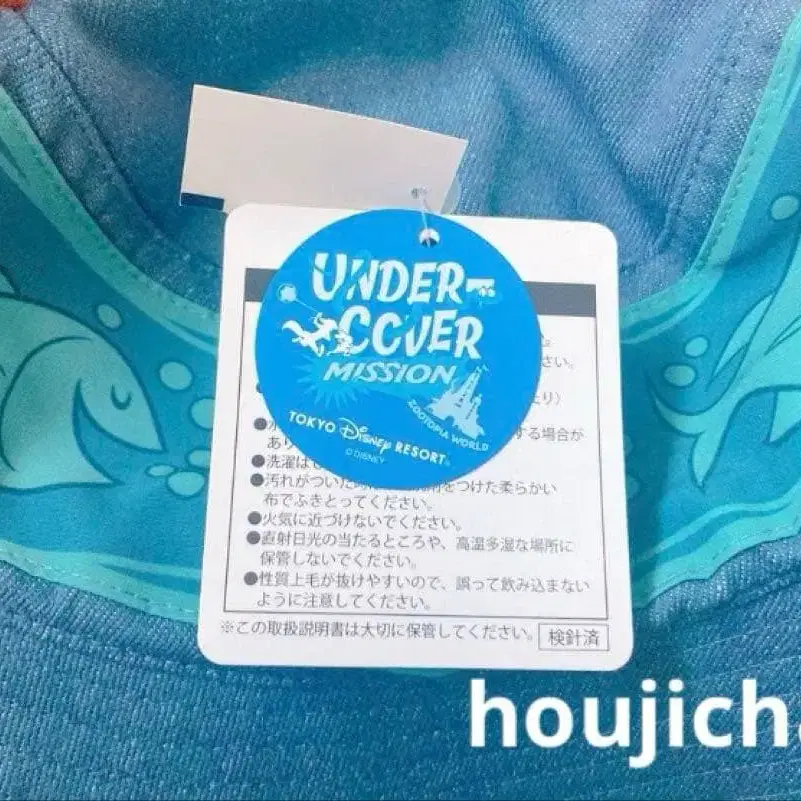 UNDER
COVER
MISSION
ZOOTOPIA WORLD
TOKYO Disney RESORT®
©DISNEY
さい。
たり）
する場合が
あり
●洗濯は
●汚れがついた をつけた柔らかい
布でふきとってください。
●火気に近づけないでください。
●直射日光の当たるところや、高温多湿な場所に
保管しないでください。
●性質上毛が抜けやすいので、誤って飲み込まない
ように注意してください。
※この取扱説明書は大切に保管してください。
検針済
houjicha